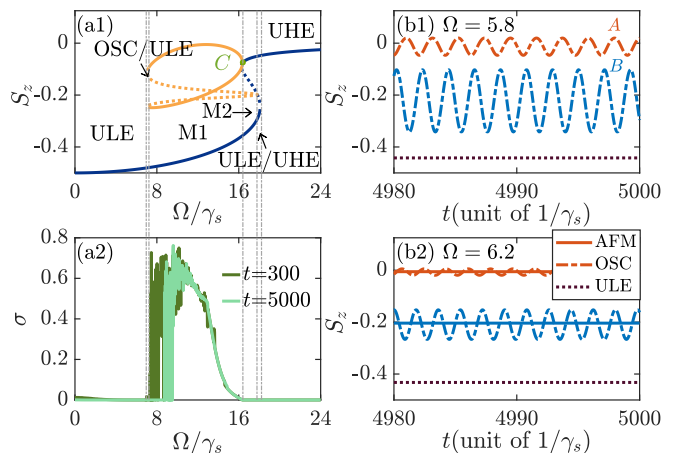 (a1)
UHE
0
OSC/ULE
C
-0.2
S_z
M2→
ULE
M1
-0.4
ULE/UHE
0 8 16 24
Ω/γ_s
(b1) Ω = 5.8
A
0
B
-0.2
S_z
-0.4
4980 4990 5000
t(unit of 1/γ_s)
(a2)
0.8
0.6
t=300
t=5000
σ
0.4
0.2
0
0 8 16 24
Ω/γ_s
(b2) Ω = 6.2
AFM
OSC
ULE
0
-0.2
S_z
-0.4
4980 4990 5000
t(unit of 1/γ_s)